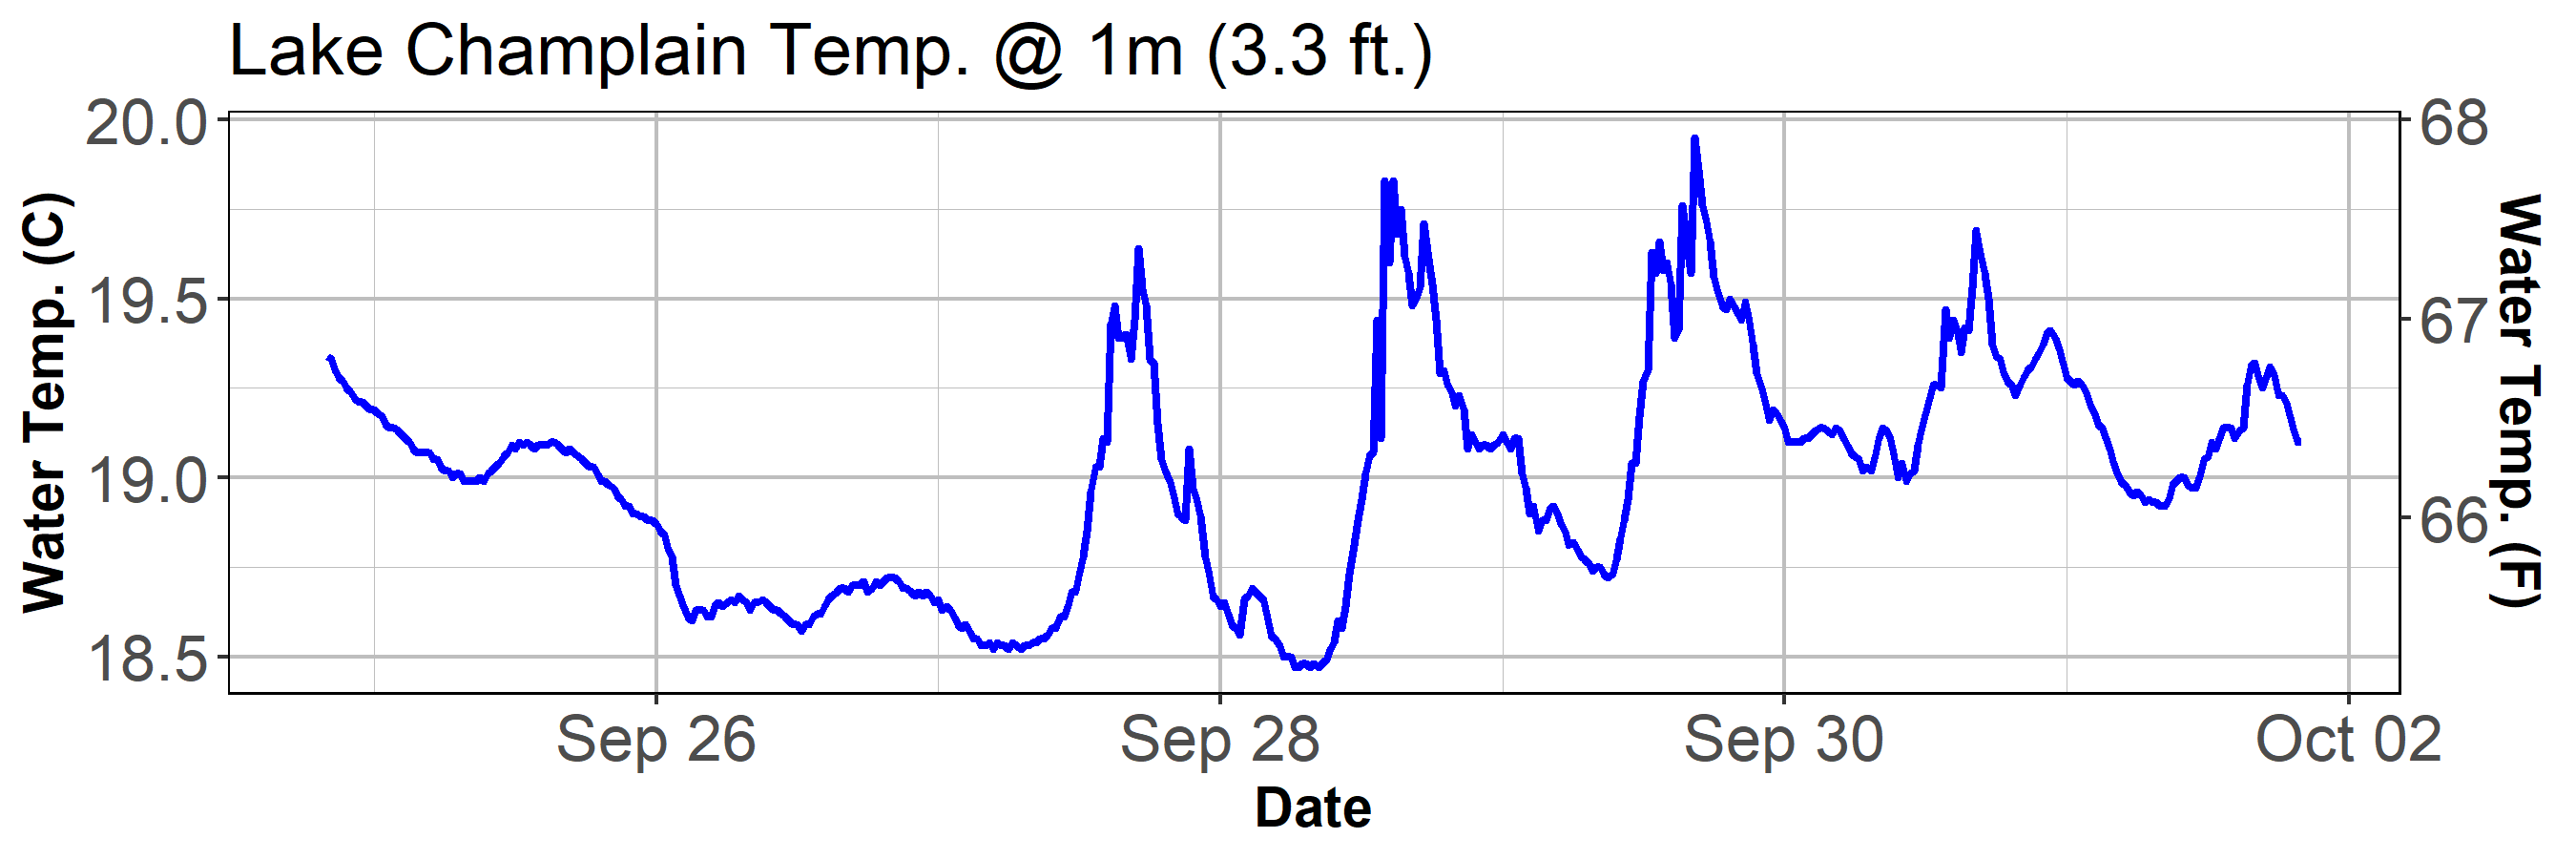 Lake Champlain Temp. @ 1m (3.3 ft.)
20.0
19.5
19.0
18.5
Water Temp. (C)
68
67
66
Water Temp. (F)
Sep 26
Sep 28
Sep 30
Oct 02
Date